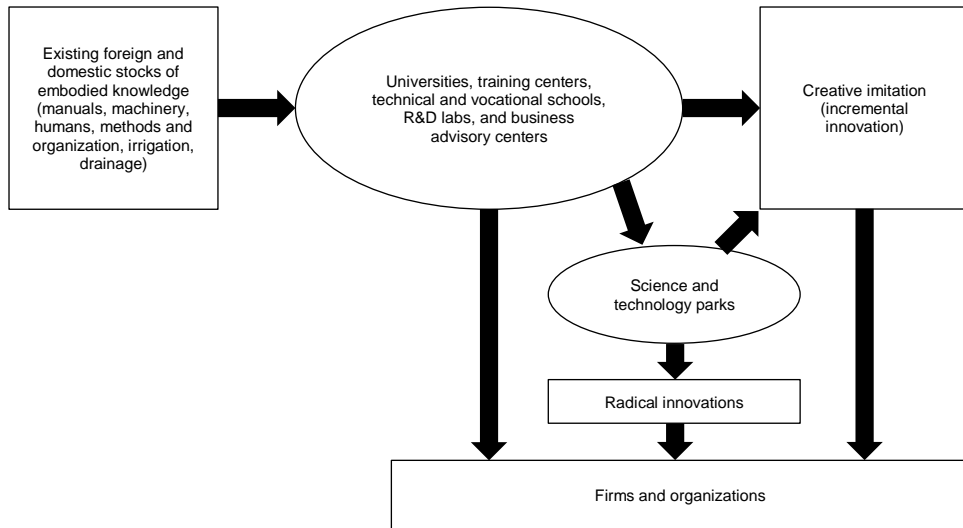 Existing foreign and
domestic stocks of
embodied knowledge
(manuals, machinery,
humans, methods and
organization, irrigation,
drainage)
Universities, training centers,
technical and vocational schools,
R&D labs, and business
advisory centers
Creative imitation
(incremental
innovation)
Science and
technology parks
Radical innovations
Firms and organizations